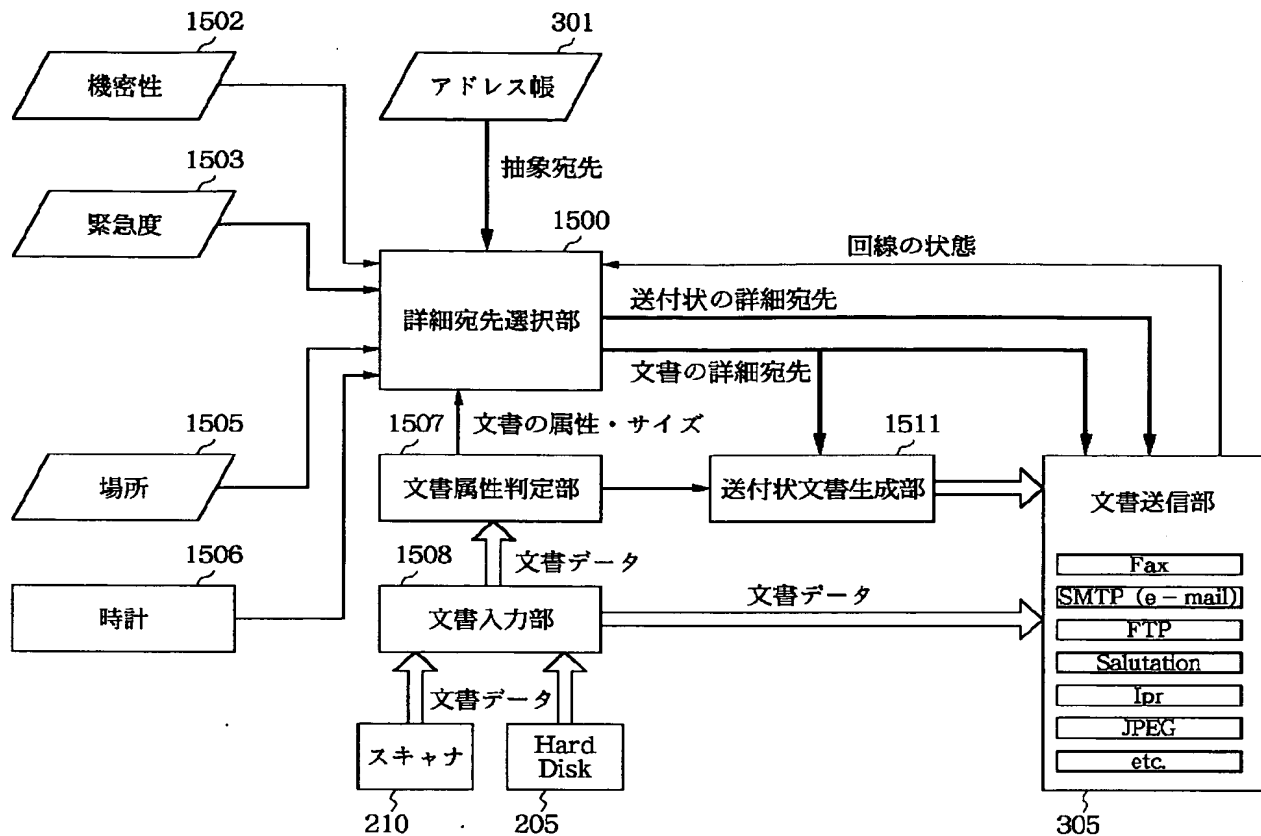 1502
機密性
301
アドレス帳
抽象宛先
1503
緊急度
1500
詳細宛先選択部
回線の状態
送付状の詳細宛先
文書の詳細宛先
1505
場所
1507
文書の属性・サイズ
文書属性判定部
1511
送付状文書生成部
文書送信部
1506
時計
1508
文書データ
文書入力部
文書データ
Fax
SMTP (e-mail)
FTP
Salutation
Ipr
JPEG
etc.
文書データ
スキャナ
Hard
Disk
210
205
305